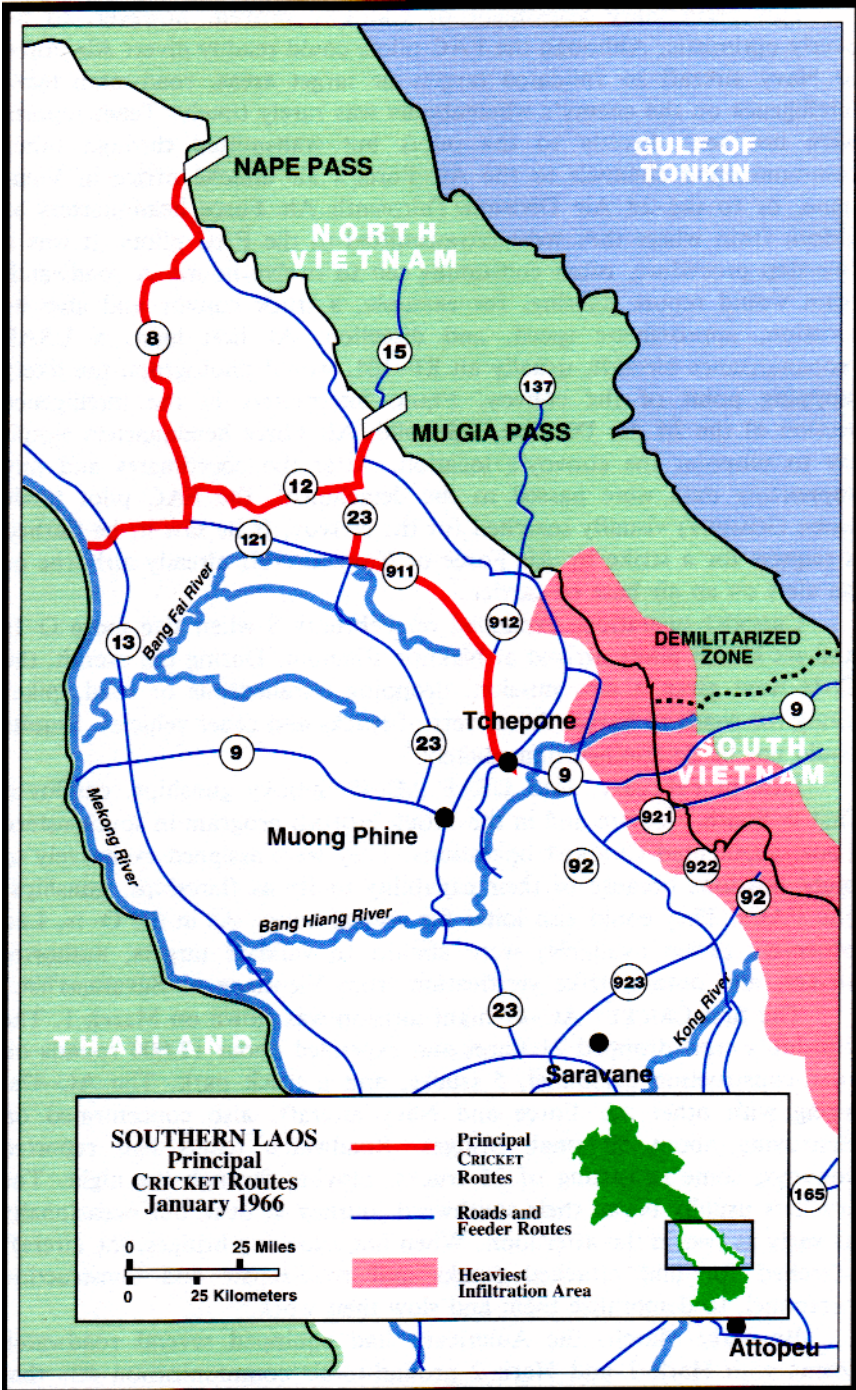 GULF OF
TONKIN
NAPE PASS
NORTH
VIETNAM
8
15
137
MU GIA PASS
12
23
121
911
Bang Fai River
13
912
DEMILITARIZED
ZONE
Tchepone
9
23
9
9
SOUTH
VIETNAM
Mekong River
Muong Phine
921
92
922
92
Bang Hiang River
923
23
Kong River
THAILAND
Saravane
SOUTHERN LAOS
Principal
CRICKET Routes
January 1966
0 25 Miles
0 25 Kilometers
Principal
CRICKET
Routes
Roads and
Feeder Routes
Heaviest
Infiltration Area
165
Attopeu